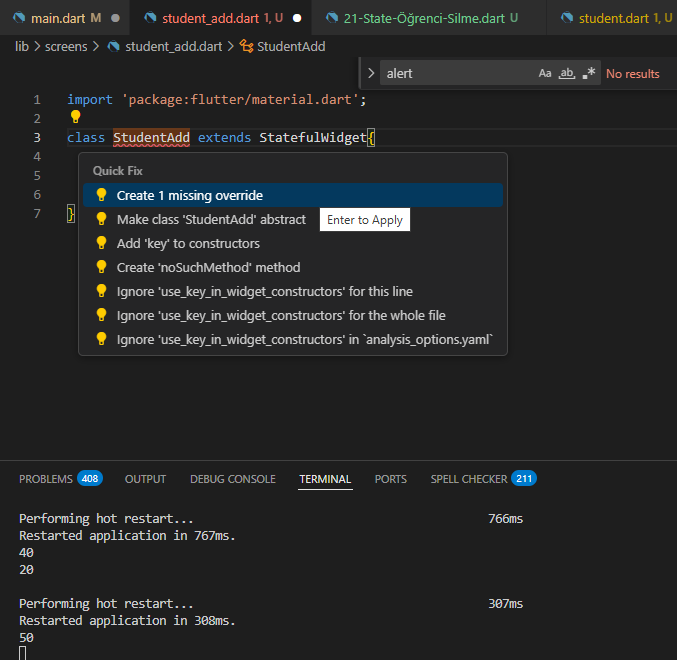 main.dart M student_add.dart 1, U 21-State-Öğrenci-Silme.dart U student.dart 1, U
lib > screens > student_add.dart > StudentAdd
> alert Aa ab .* No results
1 import 'package:flutter/material.dart';
2
3 class StudentAdd extends StatefulWidget{
4
5
6
7 }
Quick Fix
Create 1 missing override
Make class 'StudentAdd' abstract
Enter to Apply
Add 'key' to constructors
Create 'noSuchMethod' method
Ignore 'use_key_in_widget_constructors' for this line
Ignore 'use_key_in_widget_constructors' for the whole file
Ignore 'use_key_in_widget_constructors' in `analysis_options.yaml`
PROBLEMS 408 OUTPUT DEBUG CONSOLE TERMINAL PORTS SPELL CHECKER 211
Performing hot restart... 766ms
Restarted application in 767ms.
40
20
Performing hot restart... 307ms
Restarted application in 308ms.
50